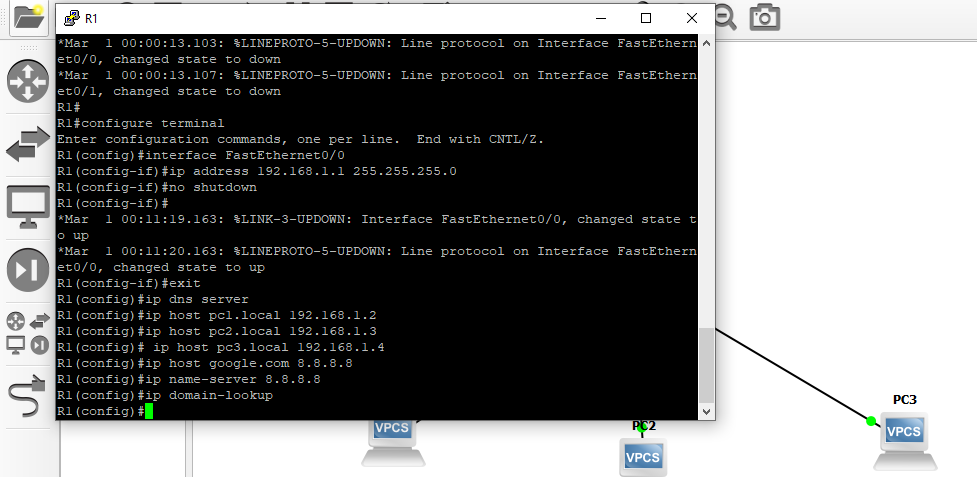 R1
*Mar  1 00:00:13.103: %LINEPROTO-5-UPDOWN: Line protocol on Interface FastEthern
et0/0, changed state to down
*Mar  1 00:00:13.107: %LINEPROTO-5-UPDOWN: Line protocol on Interface FastEthern
et0/1, changed state to down
R1#
R1#configure terminal
Enter configuration commands, one per line.  End with CNTL/Z.
R1(config)#interface FastEthernet0/0
R1(config-if)#ip address 192.168.1.1 255.255.255.0
R1(config-if)#no shutdown
R1(config-if)#
*Mar  1 00:11:19.163: %LINK-3-UPDOWN: Interface FastEthernet0/0, changed state t
o up
*Mar  1 00:11:20.163: %LINEPROTO-5-UPDOWN: Line protocol on Interface FastEthern
et0/0, changed state to up
R1(config-if)#exit
R1(config)#ip dns server
R1(config)#ip host pc1.local 192.168.1.2
R1(config)#ip host pc2.local 192.168.1.3
R1(config)# ip host pc3.local 192.168.1.4
R1(config)#ip host google.com 8.8.8.8
R1(config)#ip name-server 8.8.8.8
R1(config)#ip domain-lookup
R1(config)#
VPCS
PC2
VPCS
PC3
VPCS